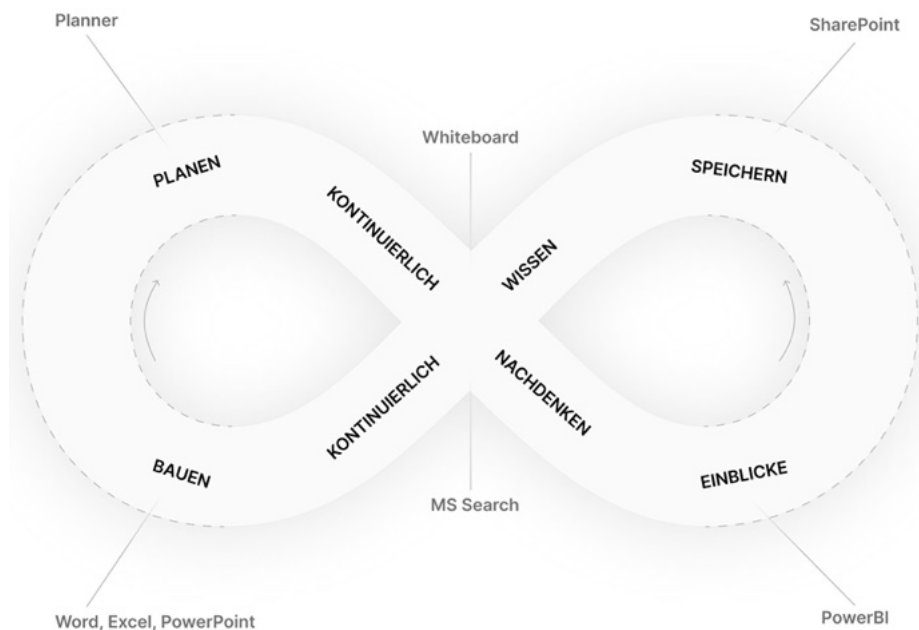 Planner
SharePoint
Whiteboard
PLANEN
KONTINUIERLICH
WISSEN
SPEICHERN
KONTINUIERLICH
NACHDENKEN
BAUEN
EINBLICKE
MS Search
Word, Excel, PowerPoint
PowerBI